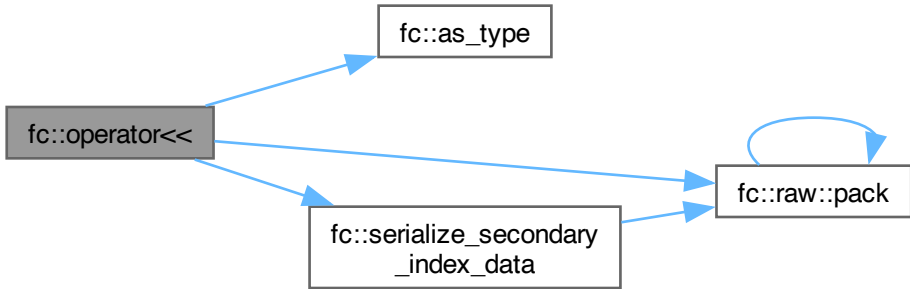 fc::as_type
fc::operator<<
fc::raw::pack
fc::serialize_secondary
_index_data